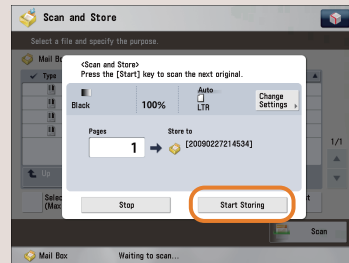 Scan and Store
Select a file and specify the purpose.
Mail Bo
Type
<Scan and Store>
Press the [Start] key to scan the next original.
Black
100%
Auto
LTR
Change
Settings
Pages
Store to
1
[20090227214534]
1/1
Up
Selec
(Max
Stop
Start Storing
Scan
Mail Box
Waiting to scan...